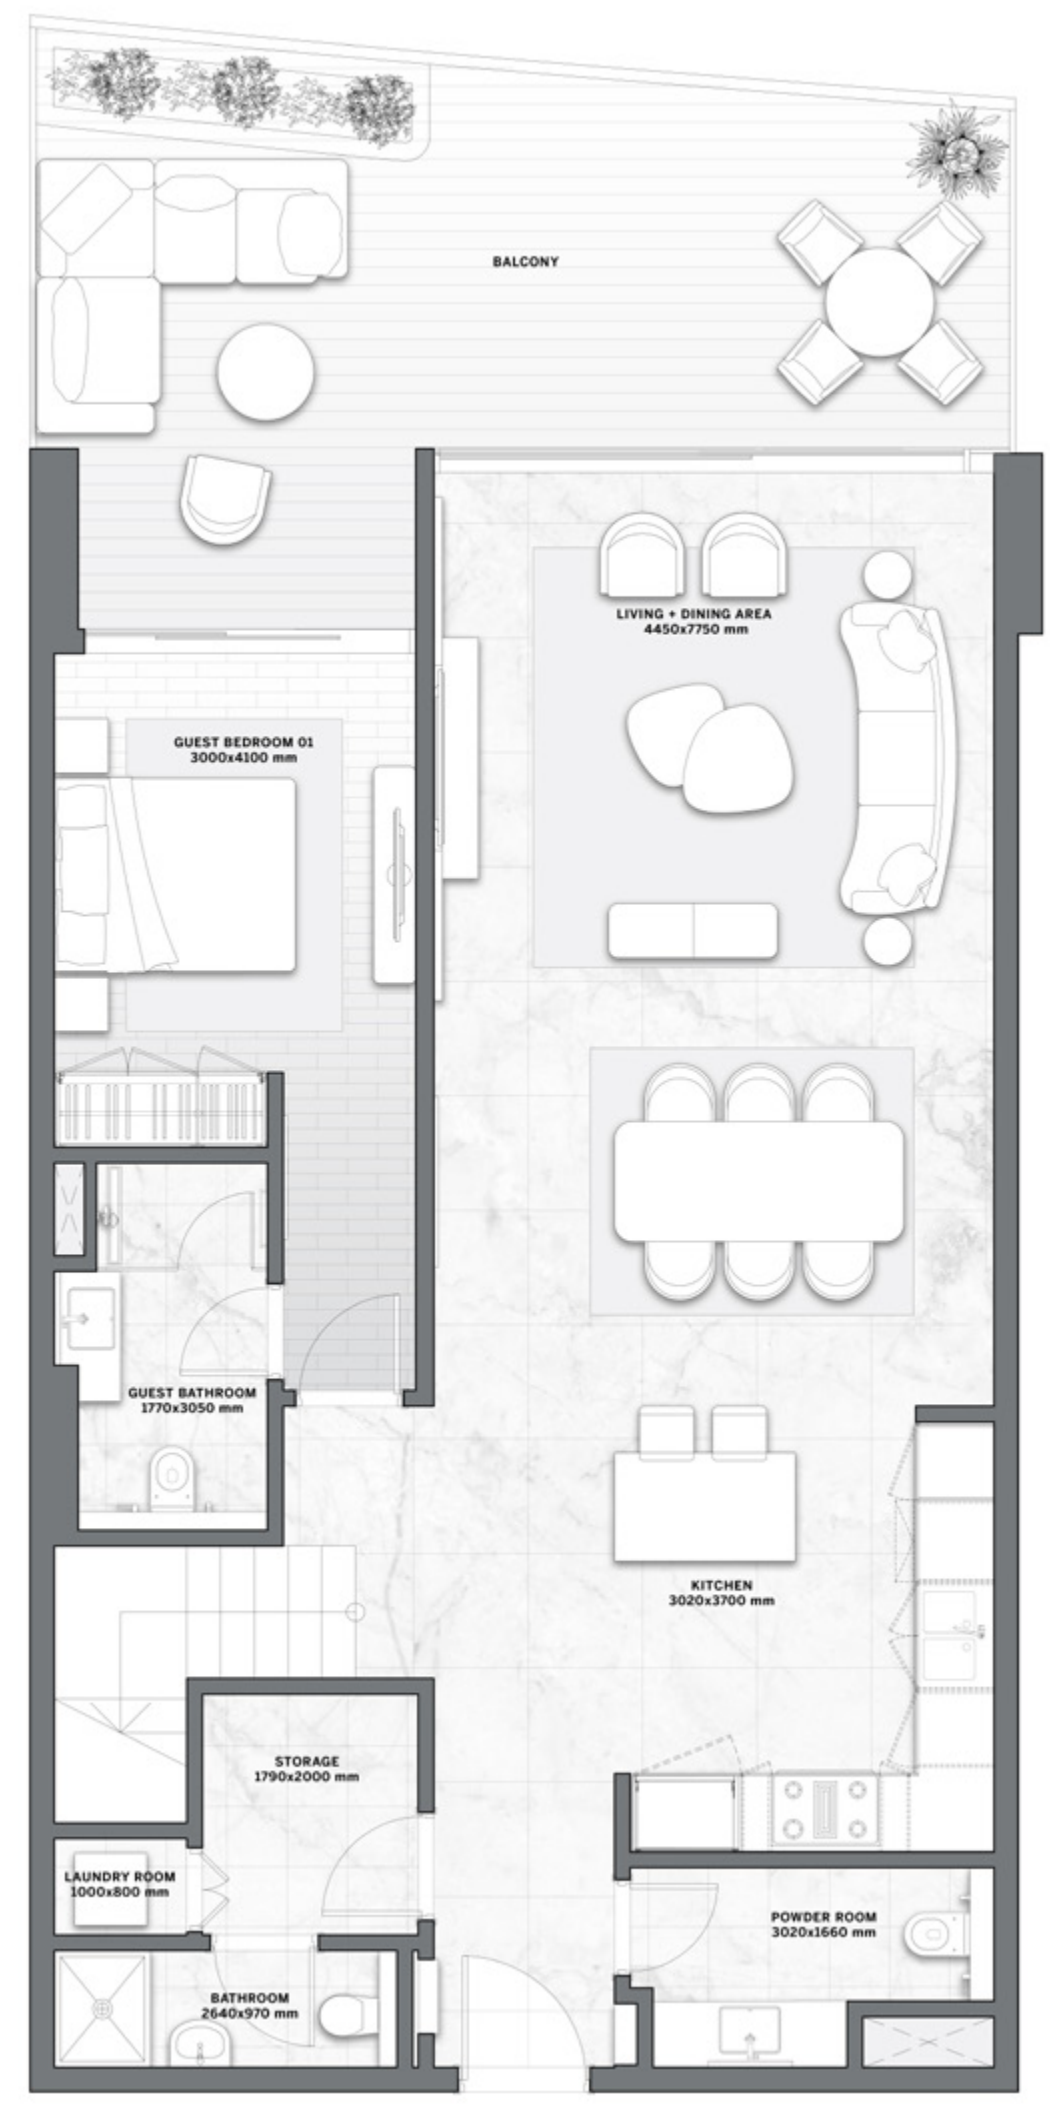 BALCONY
LIVING + DINING AREA
4450x7750 mm
GUEST BEDROOM 01
3000x4100 mm
GUEST BATHROOM
1770x3050 mm
KITCHEN
3020x3700 mm
STORAGE
1790x2000 mm
LAUNDRY ROOM
1000x800 mm
POWDER ROOM
3020x1660 mm
BATHROOM
2640x970 mm